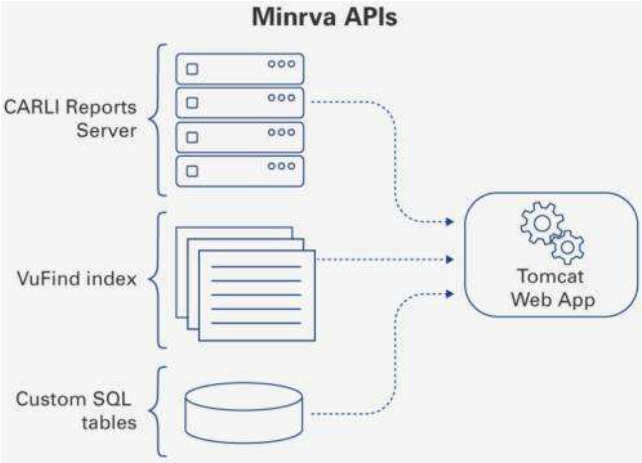 Minrva APIs
CARLI Reports
Server
VuFind index
Custom SQL
tables
Tomcat
Web App